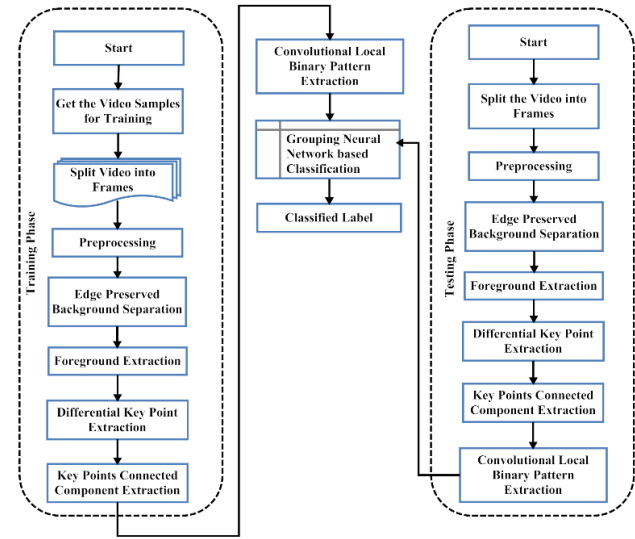 Start
Get the Video Samples
for Training
Split Video into
Frames
Preprocessing
Edge Preserved
Background Separation
Foreground Extraction
Differential Key Point
Extraction
Key Points Connected
Component Extraction
Training Phase
Convolutional Local
Binary Pattern
Extraction
Grouping Neural
Network based
Classification
Classified Label
Start
Split the Video into
Frames
Preprocessing
Edge Preserved
Background Separation
Foreground Extraction
Differential Key Point
Extraction
Key Points Connected
Component Extraction
Convolutional Local
Binary Pattern
Extraction
Testing Phase